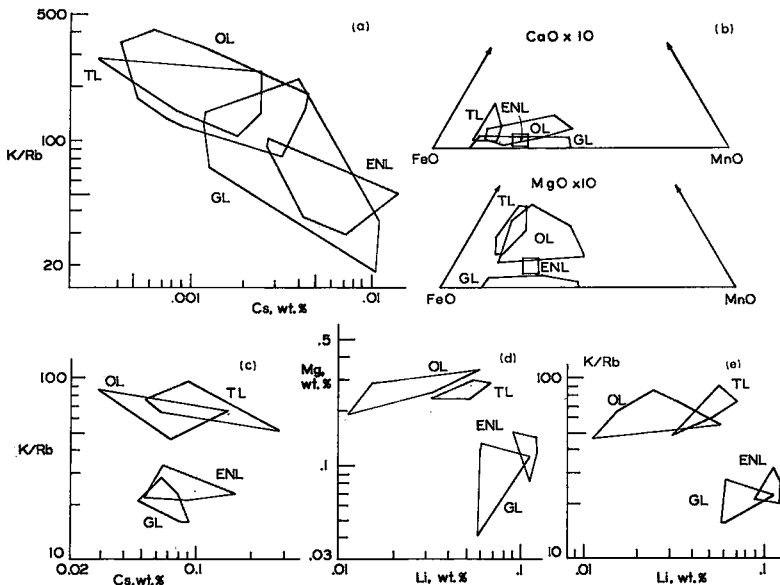 500
(a)
OL
TL
100
K/Rb
GL
ENL
20
.001
.01
Cs, wt.%
(b)
CaO x 10
TL
ENL
OL
GL
FeO
MnO
MgO x10
TL
OL
ENL
GL
FeO
MnO
(c)
100
OL
TL
K/Rb
ENL
GL
10
0.02
0.1
Cs,wt.%
(d)
.5
Mg,
wt.%
OL
TL
0.1
ENL
GL
.03
.01
0.1
Li, wt.%
(e)
K/Rb
100
OL
TL
ENL
GL
10
.01
0.1
Li, wt.%